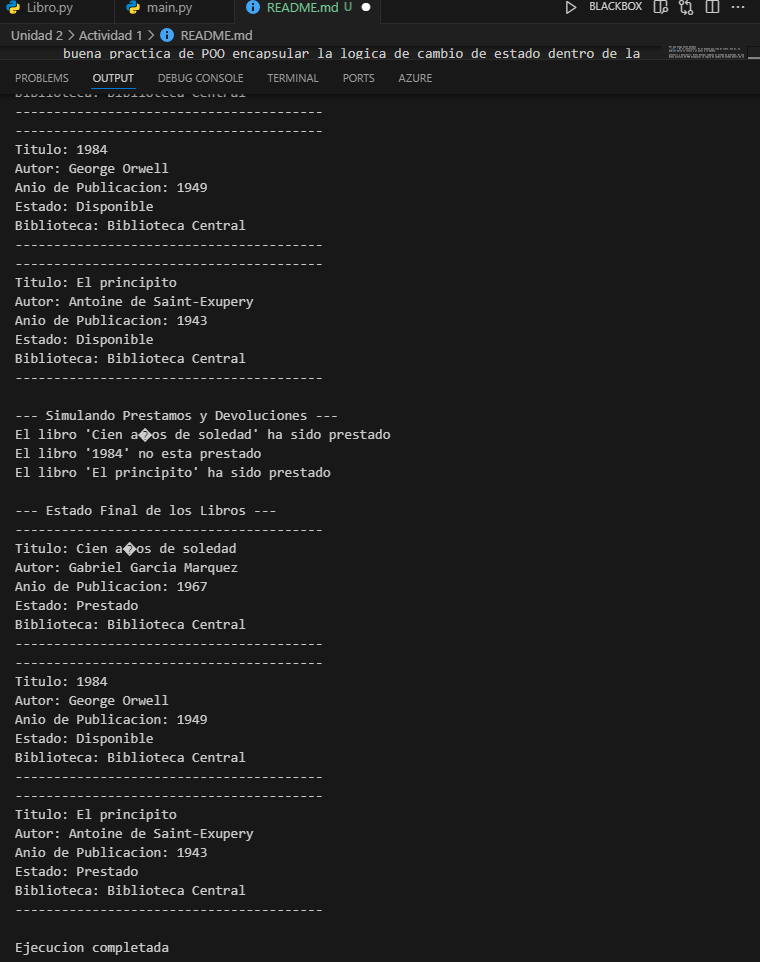 Libro.py main.py README.md U BLACKBOX
Unidad 2 > Actividad 1 > README.md
buena practica de POO encapsular la logica de cambio de estado dentro de la
PROBLEMS OUTPUT DEBUG CONSOLE TERMINAL PORTS AZURE
Biblioteca: Biblioteca Central
----------------------------------------
----------------------------------------
Titulo: 1984
Autor: George Orwell
Anio de Publicacion: 1949
Estado: Disponible
Biblioteca: Biblioteca Central
----------------------------------------
----------------------------------------
Titulo: El principito
Autor: Antoine de Saint-Exupery
Anio de Publicacion: 1943
Estado: Disponible
Biblioteca: Biblioteca Central
----------------------------------------
--- Simulando Prestamos y Devoluciones ---
El libro 'Cien a�os de soledad' ha sido prestado
El libro '1984' no esta prestado
El libro 'El principito' ha sido prestado
--- Estado Final de los Libros ---
----------------------------------------
Titulo: Cien a�os de soledad
Autor: Gabriel Garcia Marquez
Anio de Publicacion: 1967
Estado: Prestado
Biblioteca: Biblioteca Central
----------------------------------------
----------------------------------------
Titulo: 1984
Autor: George Orwell
Anio de Publicacion: 1949
Estado: Disponible
Biblioteca: Biblioteca Central
----------------------------------------
----------------------------------------
Titulo: El principito
Autor: Antoine de Saint-Exupery
Anio de Publicacion: 1943
Estado: Prestado
Biblioteca: Biblioteca Central
----------------------------------------
Ejecucion completada